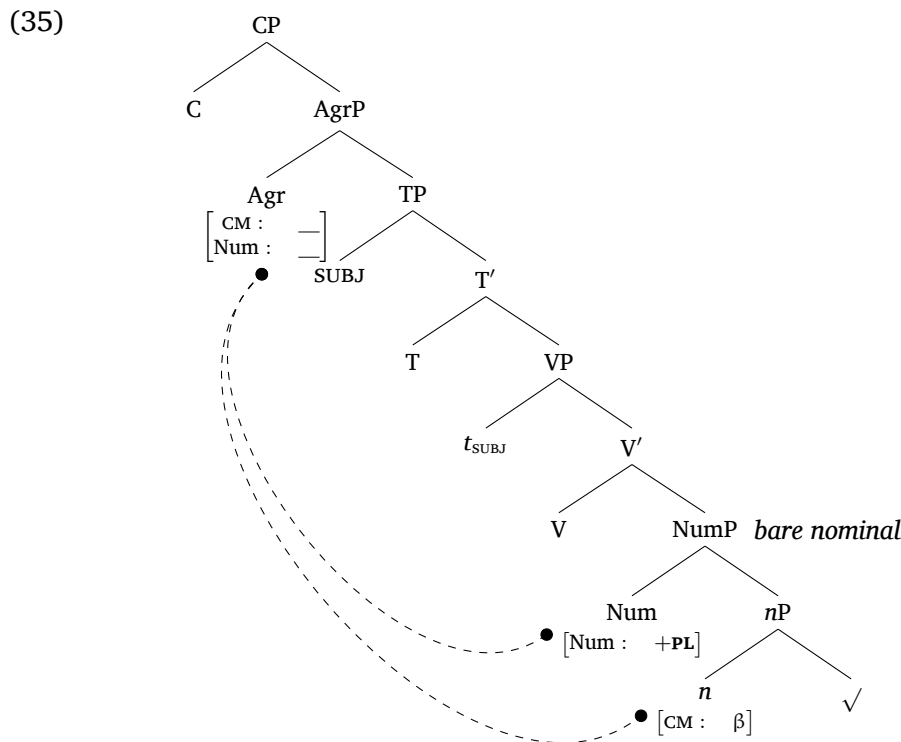 (35)
CP
C AgrP
Agr TP
[CM : __
Num : __]
SUBJ T′
T VP
tSUBJ V′
V NumP bare nominal
Num nP
[Num : +PL]
n √
[CM : β]